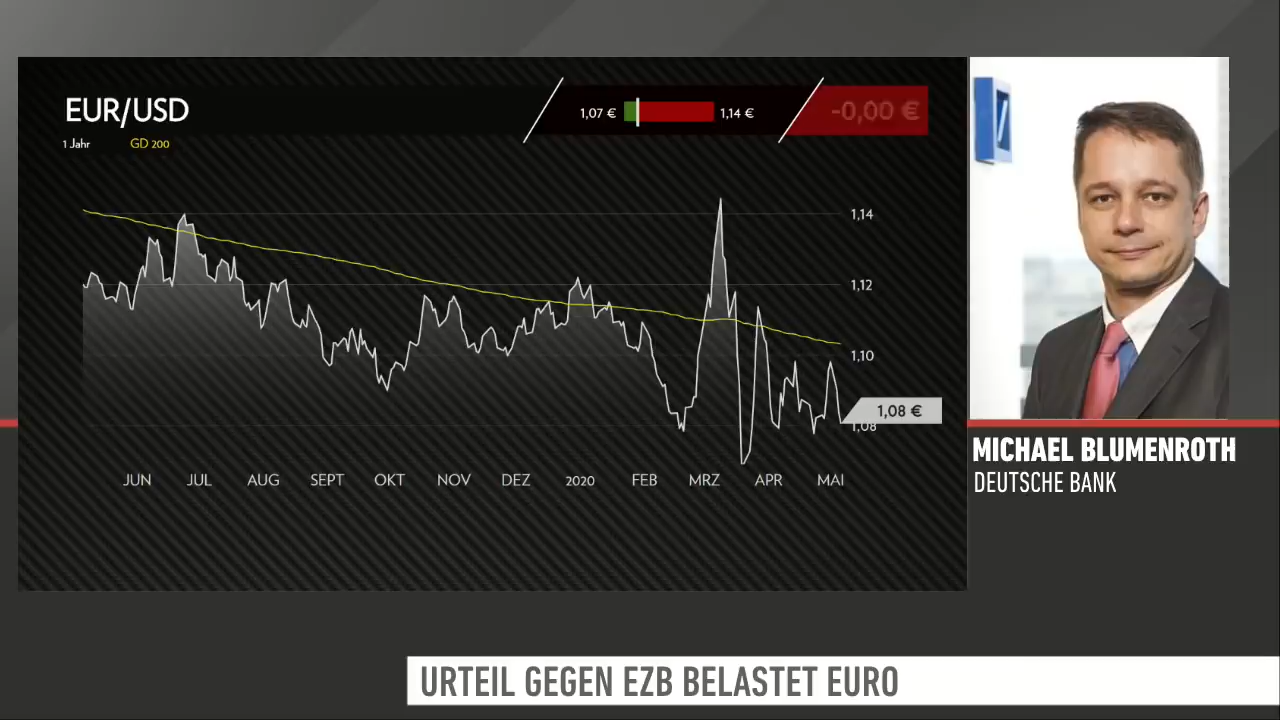 EUR/USD
1 Jahr GD 200
1,07 € 1,14 €
-0,00 €
1,14
1,12
1,10
1,08 €
1,08
JUN JUL AUG SEPT OKT NOV DEZ 2020 FEB MRZ APR MAI
MICHAEL BLUMENROTH
DEUTSCHE BANK
URTEIL GEGEN EZB BELASTET EURO